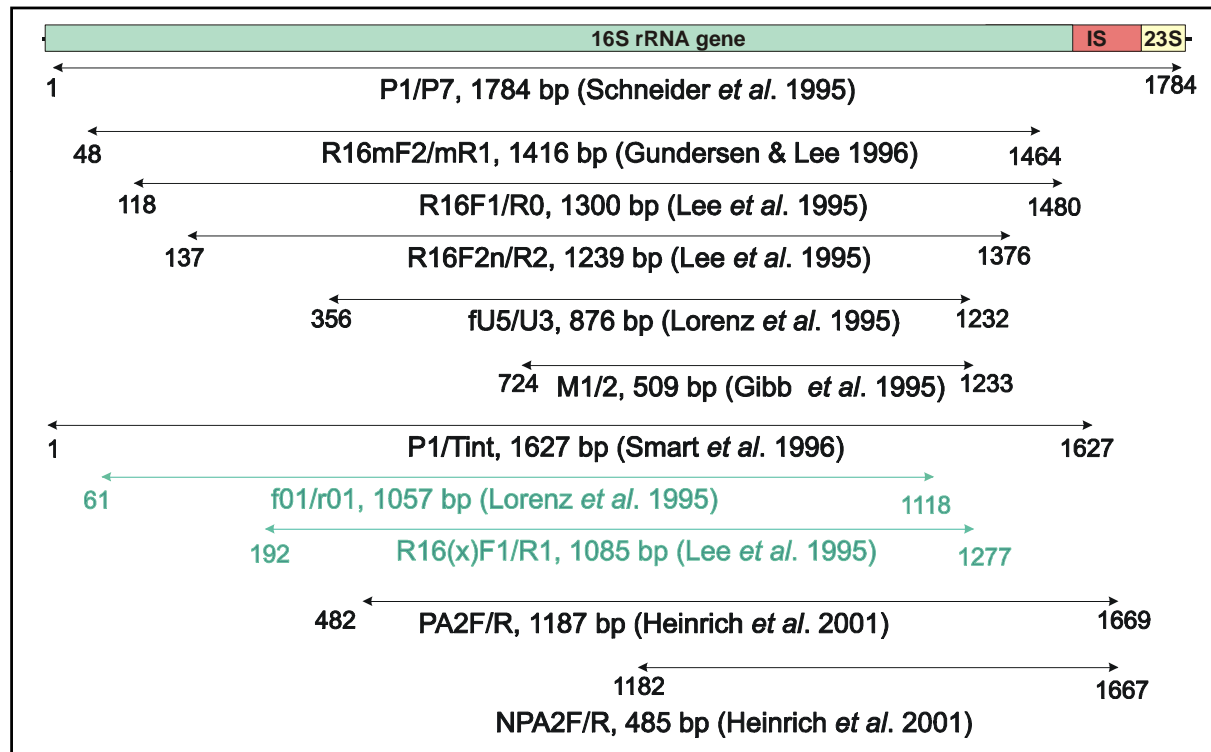 16S rRNA gene IS 23S
1 1784
P1/P7, 1784 bp (Schneider et al. 1995)
48 1464
R16mF2/mR1, 1416 bp (Gundersen & Lee 1996)
118 1480
R16F1/R0, 1300 bp (Lee et al. 1995)
137 1376
R16F2n/R2, 1239 bp (Lee et al. 1995)
356 1232
fU5/U3, 876 bp (Lorenz et al. 1995)
724 1233
M1/2, 509 bp (Gibb et al. 1995)
1 1627
P1/Tint, 1627 bp (Smart et al. 1996)
61 1118
f01/r01, 1057 bp (Lorenz et al. 1995)
192 1277
R16(x)F1/R1, 1085 bp (Lee et al. 1995)
482 1669
PA2F/R, 1187 bp (Heinrich et al. 2001)
1182 1667
NPA2F/R, 485 bp (Heinrich et al. 2001)